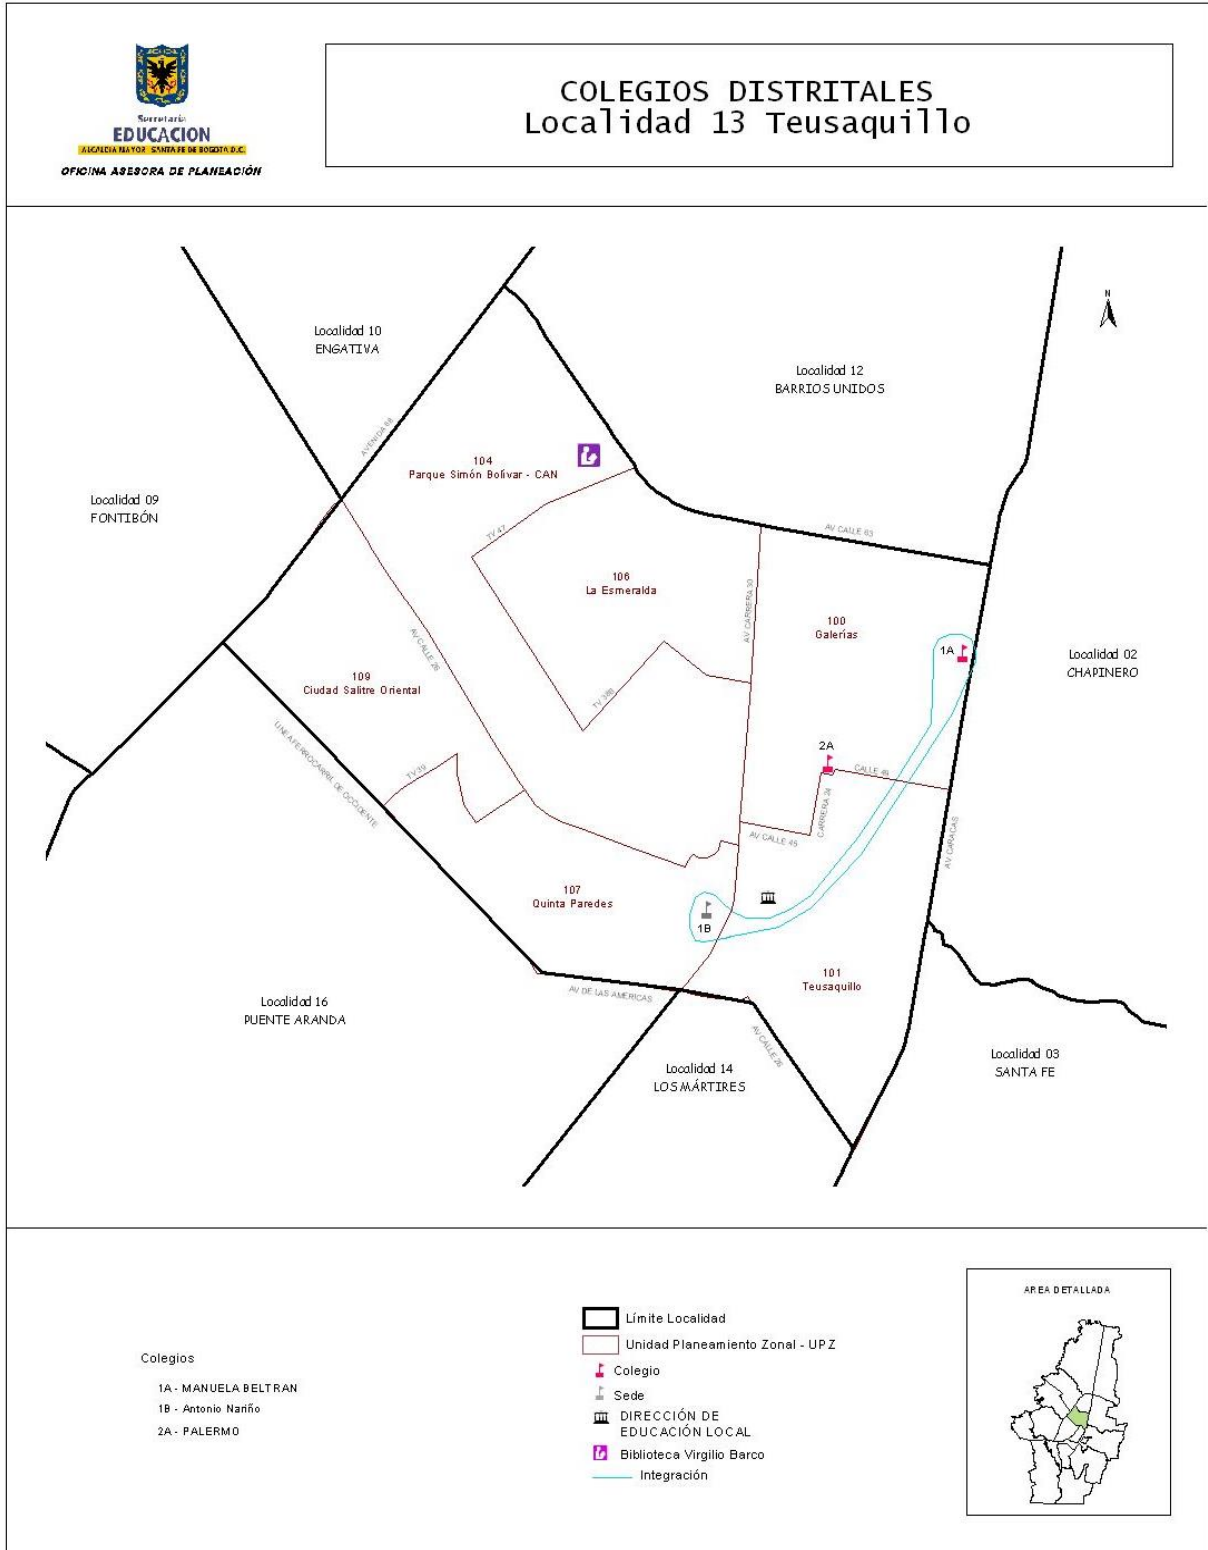 Secretaría
EDUCACION
ALCALDIA MAYOR SANTA FE DE BOGOTA D.C.
OFICINA ASESORA DE PLANEACIÓN
COLEGIOS DISTRITALES
Localidad 13 Teusaquillo
N
Localidad 10
ENGATIVA
Localidad 12
BARRIOS UNIDOS
AVENIDA 68
104
Parque Simón Bolívar - CAN
Localidad 09
FONTIBÓN
TV 47
AV CALLE 63
106
La Esmeralda
AV CARRERA 30
100
Galerías
1A
Localidad 02
CHAPINERO
AV CALLE 26
109
Ciudad Salitre Oriental
TV 38B
LINEA FERROCARRIL DE OCCIDENTE
TV 39
2A
CALLE 46
CARRERA 24
AV CALLE 45
AV CARACAS
107
Quinta Paredes
1B
101
Teusaquillo
AV DE LAS AMERICAS
Localidad 16
PUENTE ARANDA
AV CALLE 26
Localidad 14
LOS MÁRTIRES
Localidad 03
SANTA FE
Colegios
1A - MANUELA BELTRAN
1B - Antonio Nariño
2A - PALERMO
Límite Localidad
Unidad Planeamiento Zonal - UPZ
Colegio
Sede
DIRECCIÓN DE
EDUCACIÓN LOCAL
Biblioteca Virgilio Barco
Integración
AREA DETALLADA